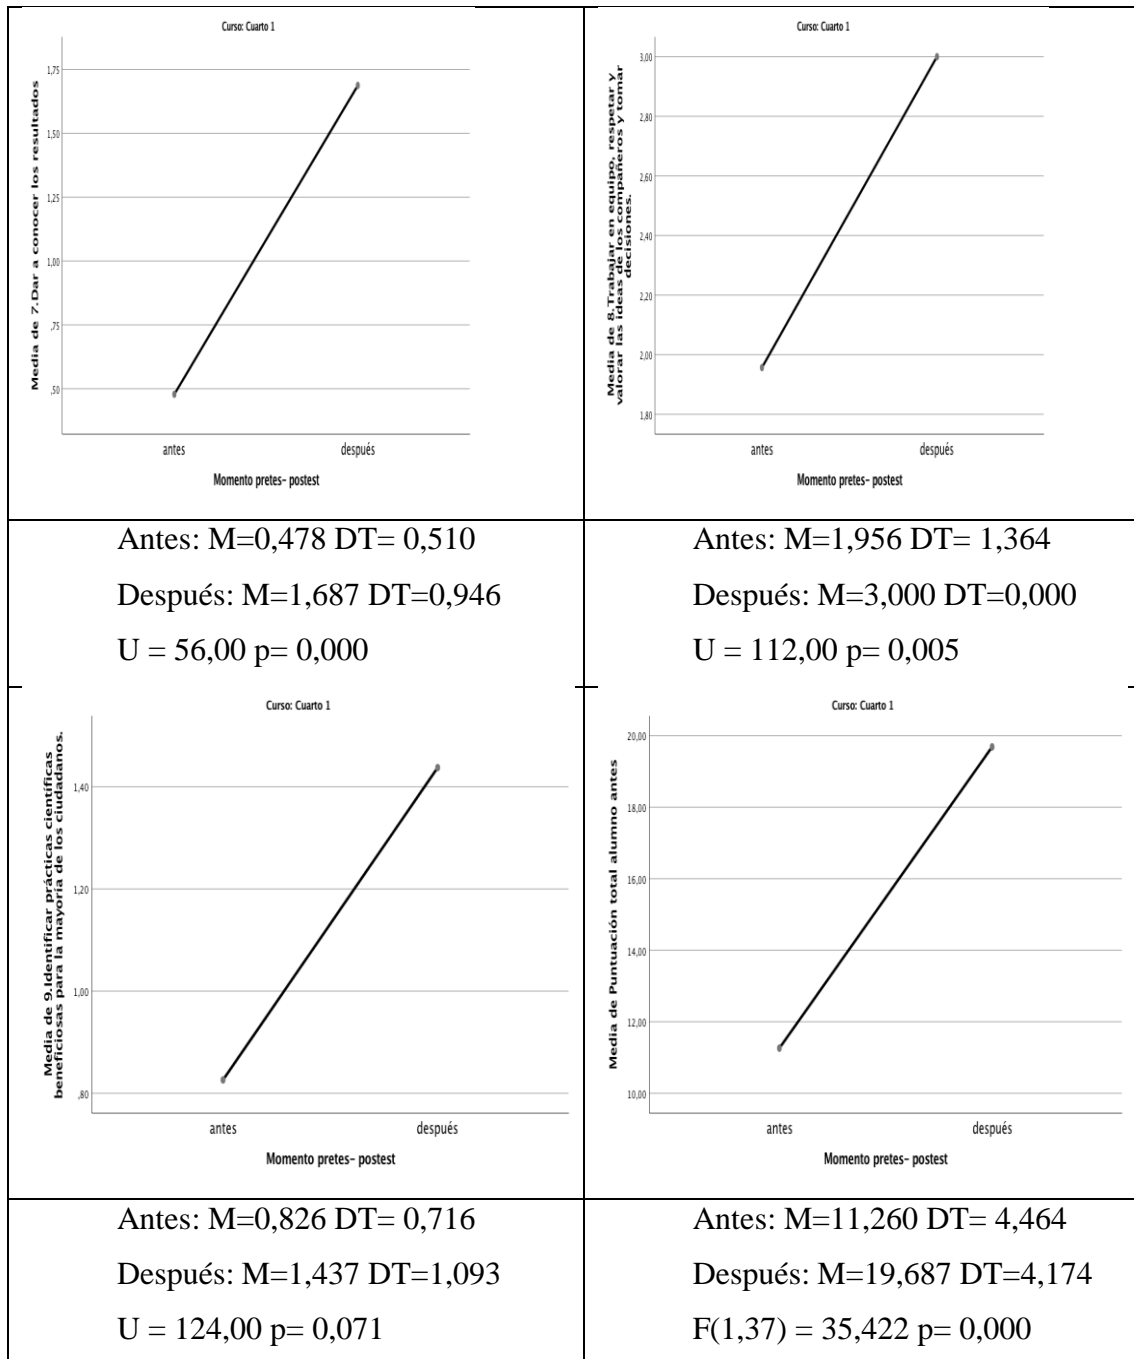 Curso: Cuarto 1
Media de 7.Dar a conocer los resultados
1,75
1,50
1,25
1,00
,75
,50
antes
después
Momento pretes- postest
Curso: Cuarto 1
Media de 8.Trabajar en equipo, respetar y
valorar las ideas de los compañeros y tomar
decisiones.
3,00
2,80
2,60
2,40
2,20
2,00
1,80
antes
después
Momento pretes- postest
Antes: M=0,478 DT= 0,510
Después: M=1,687 DT=0,946
U = 56,00 p= 0,000
Antes: M=1,956 DT= 1,364
Después: M=3,000 DT=0,000
U = 112,00 p= 0,005
Curso: Cuarto 1
Media de 9.Identificar prácticas científicas
beneficiosas para la mayoría de los ciudadanos.
1,40
1,20
1,00
,80
antes
después
Momento pretes- postest
Curso: Cuarto 1
Media de Puntuación total alumno antes
20,00
18,00
16,00
14,00
12,00
10,00
antes
después
Momento pretes- postest
Antes: M=0,826 DT= 0,716
Después: M=1,437 DT=1,093
U = 124,00 p= 0,071
Antes: M=11,260 DT= 4,464
Después: M=19,687 DT=4,174
F(1,37) = 35,422 p= 0,000